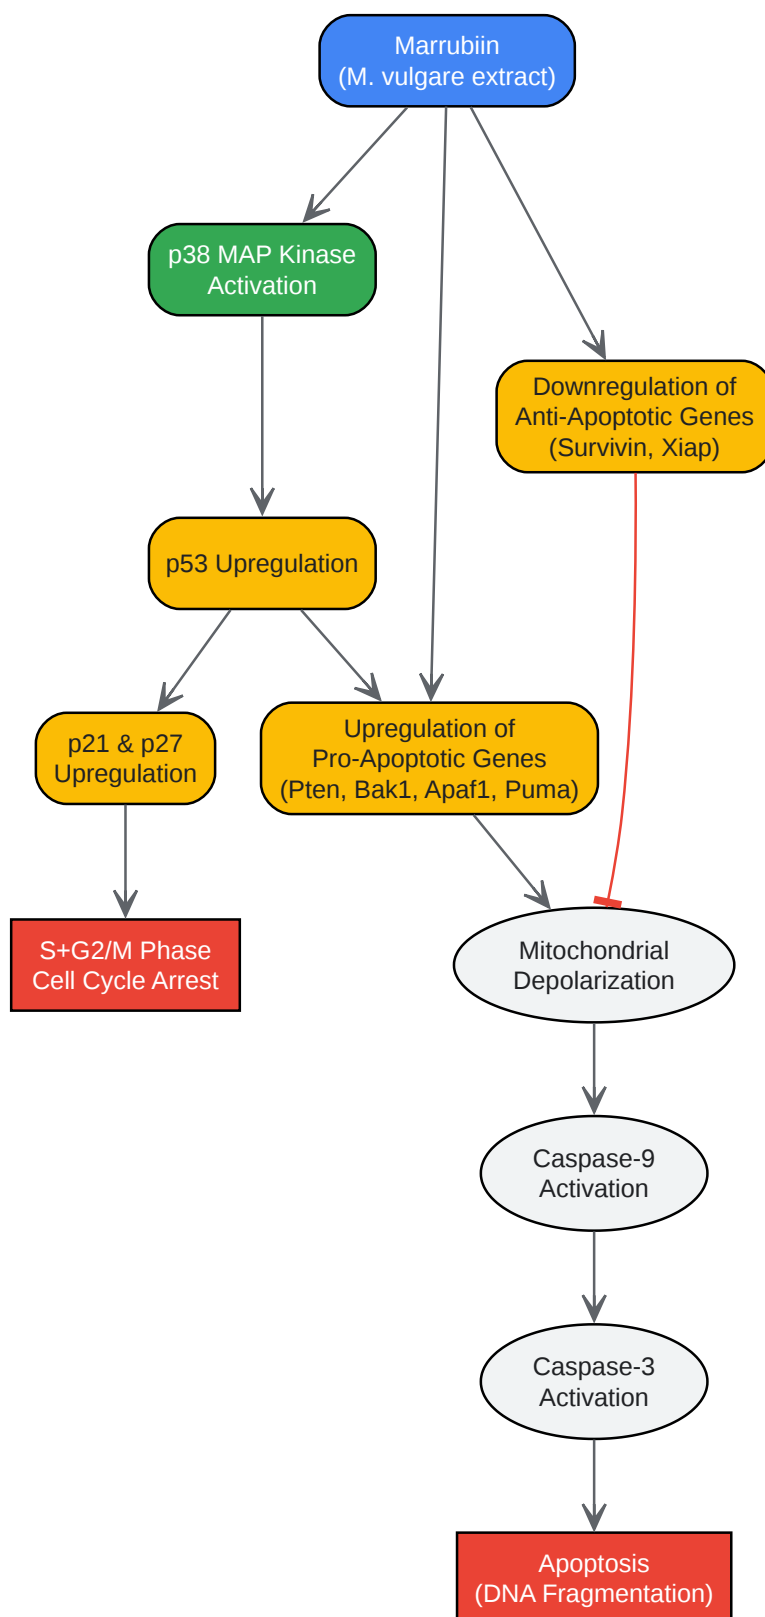 Marrubiin
(M. vulgare extract)
p38 MAP Kinase
Activation
Downregulation of
Anti-Apoptotic Genes
(Survivin, Xiap)
p53 Upregulation
p21 & p27
Upregulation
Upregulation of
Pro-Apoptotic Genes
(Pten, Bak1, Apaf1, Puma)
S+G2/M Phase
Cell Cycle Arrest
Mitochondrial
Depolarization
Caspase-9
Activation
Caspase-3
Activation
Apoptosis
(DNA Fragmentation)